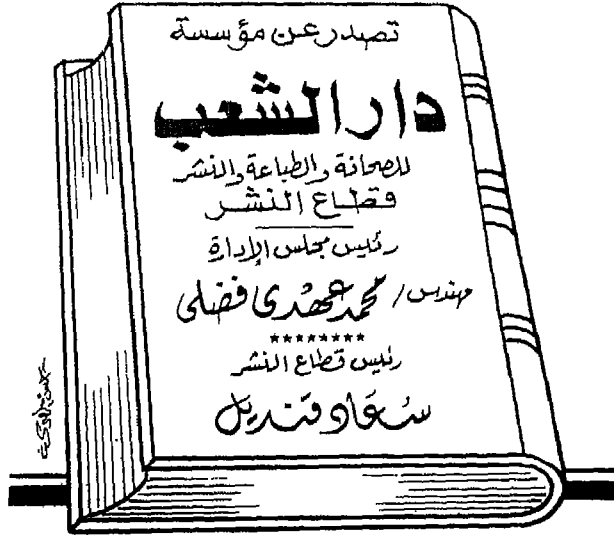 تصدر عن مؤسسة
دار الشعب
للصحافة والطباعة والنشر
قطاع النشر
رئيس مجلس الإدارة
مهندس / محمد عهدى فضلى
********
رئيس قطاع النشر
سعاد قنديل